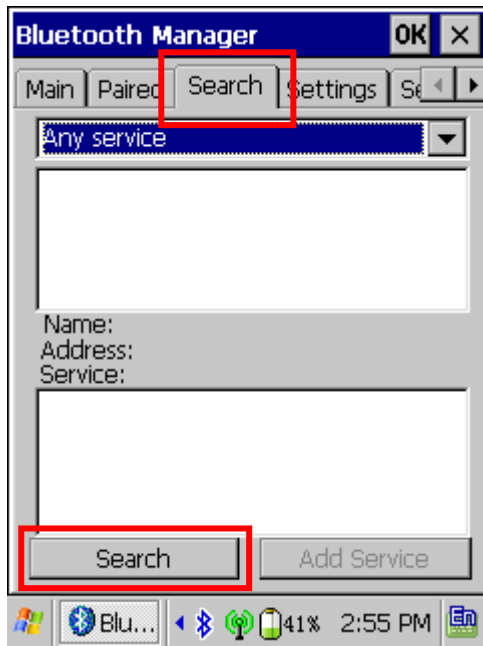 Bluetooth Manager OK
Main Paired Search Settings
Any service
Name:
Address:
Service:
Search Add Service
Blu... 41% 2:55 PM